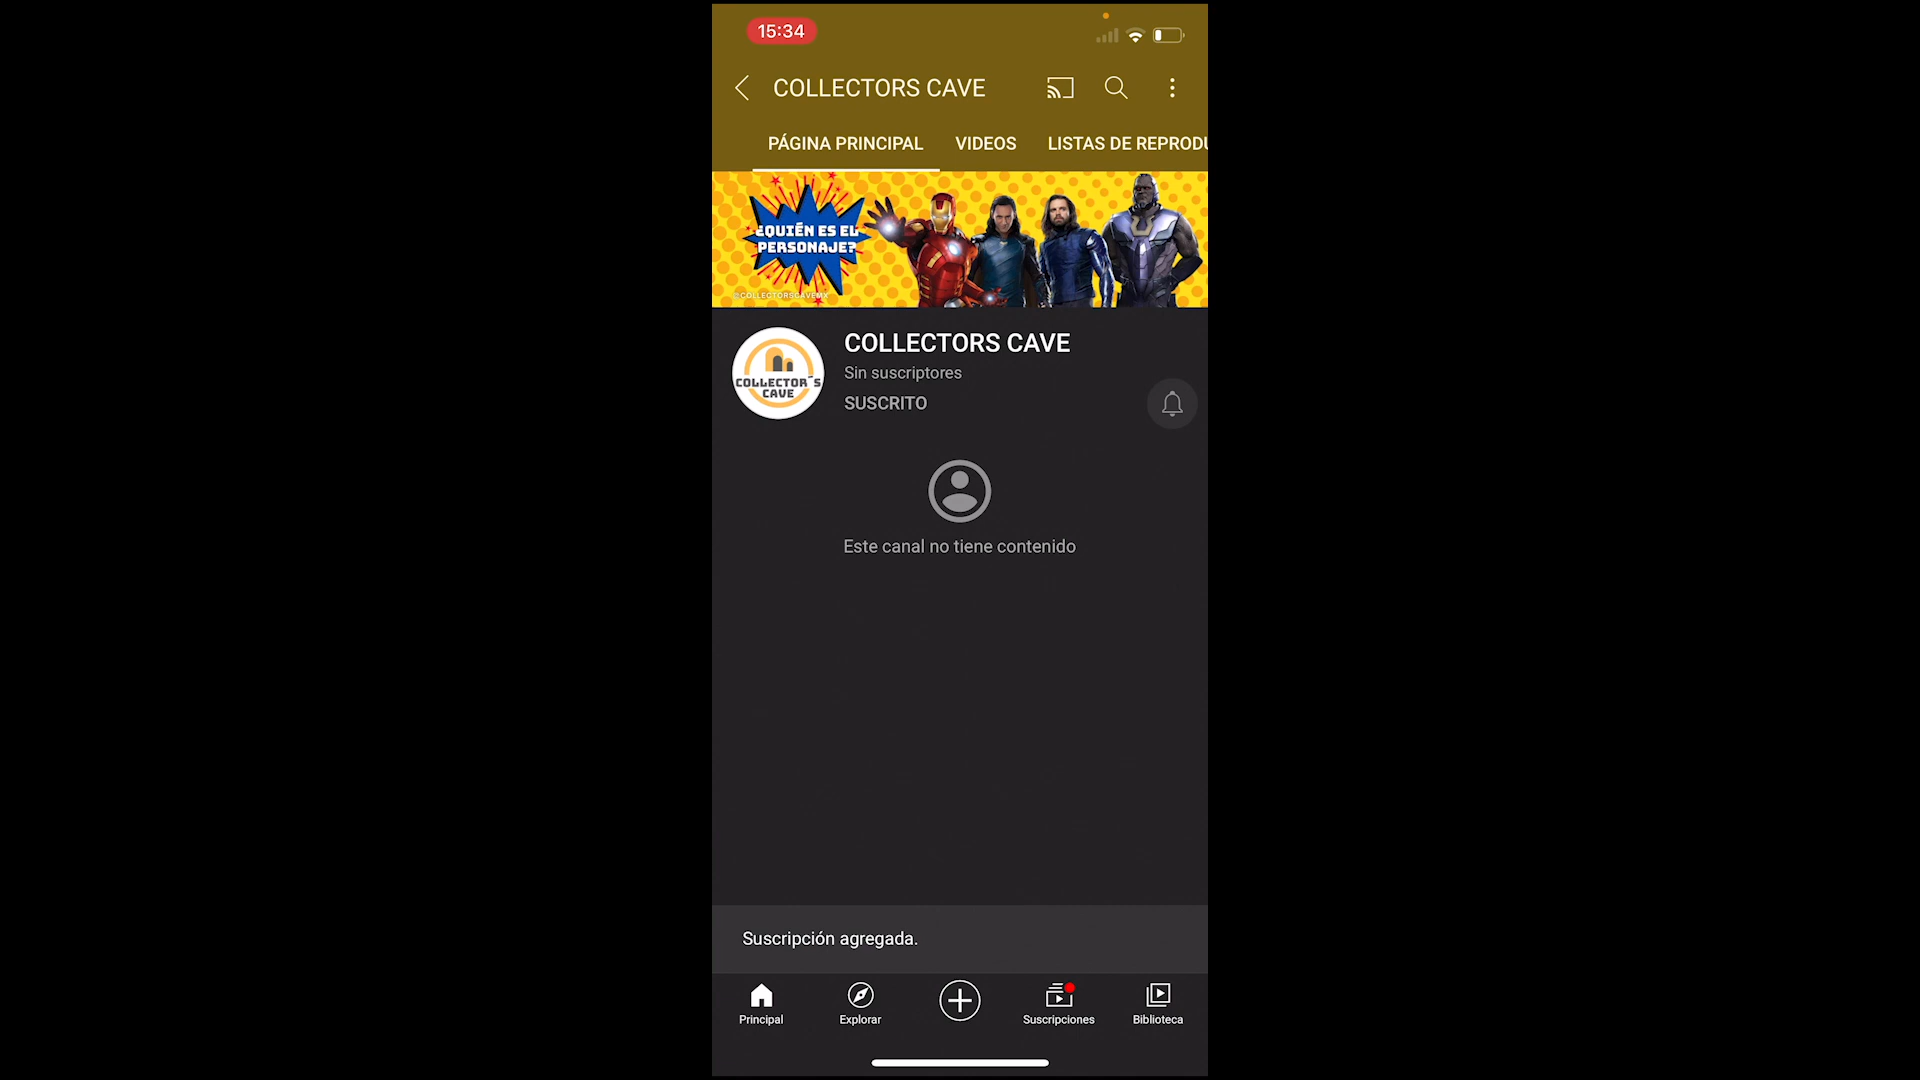 15:34
COLLECTORS CAVE
PÁGINA PRINCIPAL VIDEOS LISTAS DE REPRODU
¿QUIÉN ES EL
PERSONAJE?
@COLLECTORSCAVEMX
COLLECTOR´S
CAVE
COLLECTORS CAVE
Sin suscriptores
SUSCRITO
Este canal no tiene contenido
Suscripción agregada.
Principal Explorar Suscripciones Biblioteca